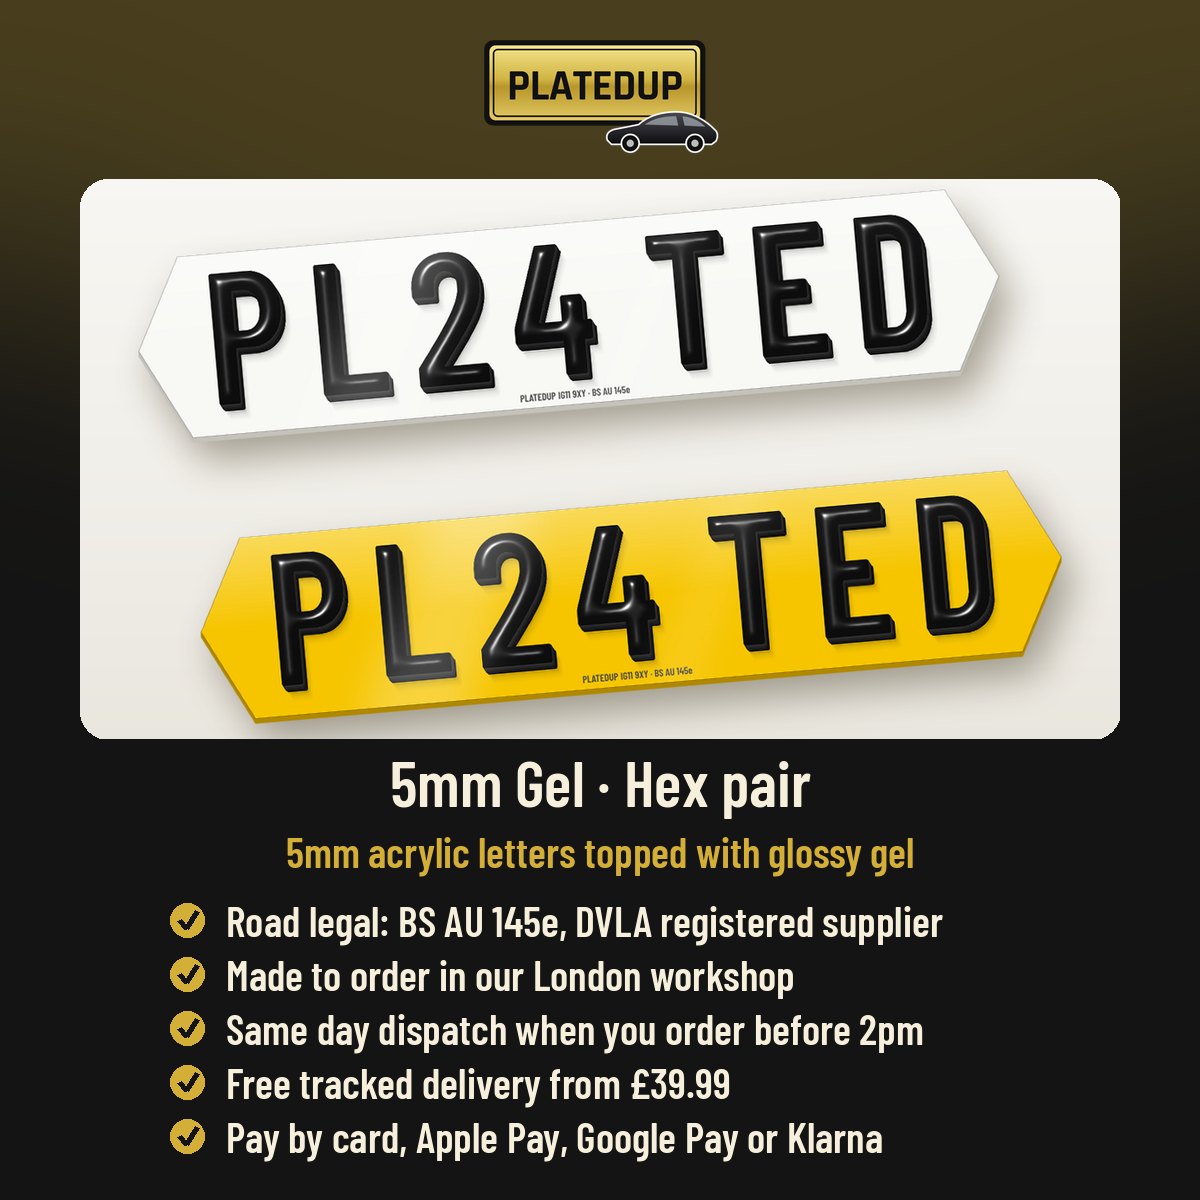 PLATEDUP
PL24 TED
PLATEDUP IG11 9XY · BS AU 145e
PL24 TED
PLATEDUP IG11 9XY · BS AU 145e
5mm Gel · Hex pair
5mm acrylic letters topped with glossy gel
Road legal: BS AU 145e, DVLA registered supplier
Made to order in our London workshop
Same day dispatch when you order before 2pm
Free tracked delivery from £39.99
Pay by card, Apple Pay, Google Pay or Klarna